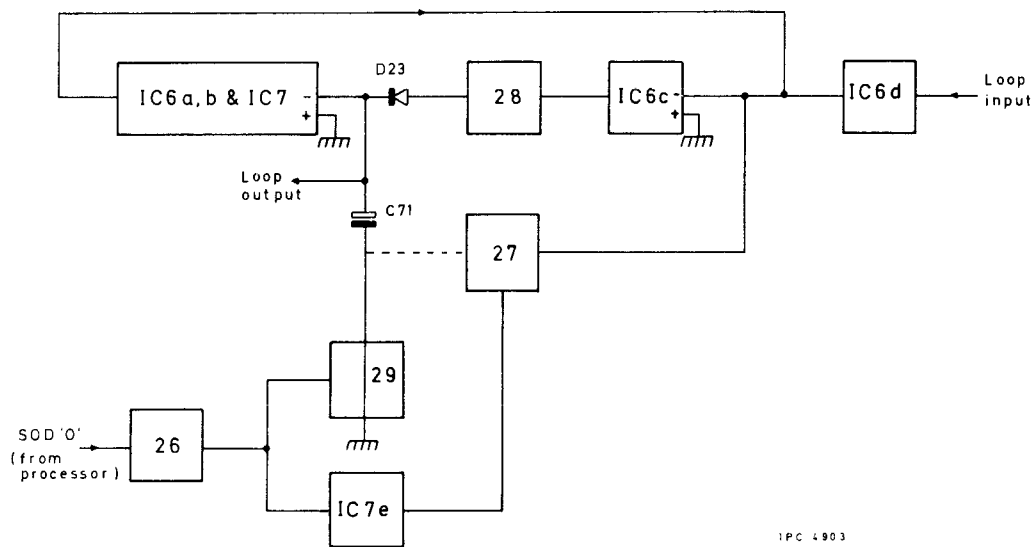 D23
IC6a,b & IC7
-
+
28
IC6c
-
+
IC6d
Loop
input
Loop
output
C71
27
29
SOD'0'
(from
processor)
26
IC7e
IPC 4903